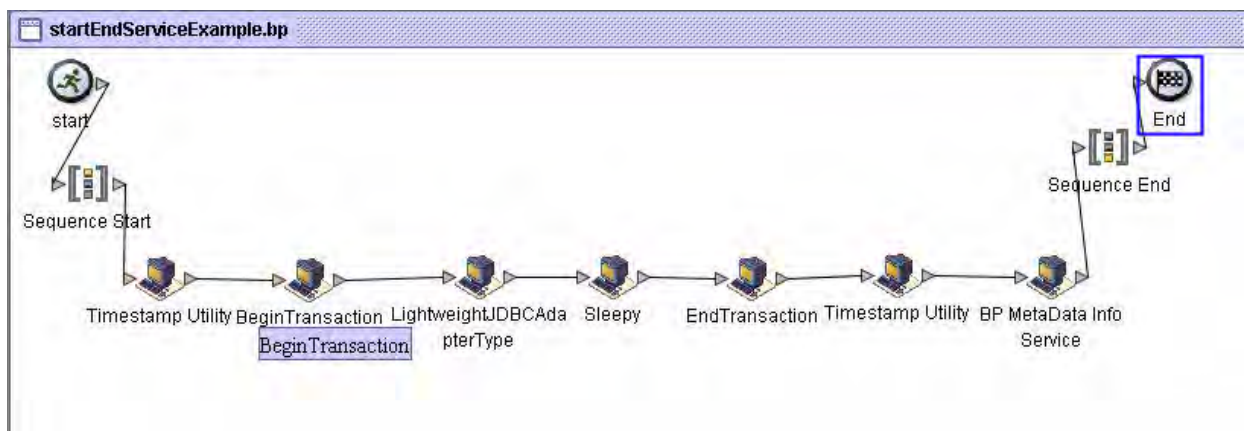 startEndServiceExample.bp
start
End
Sequence Start
Sequence End
Timestamp Utility
BeginTransaction
BeginTransaction
LightweightJDBCAda
pterType
Sleepy
EndTransaction
Timestamp Utility
BP MetaData Info
Service